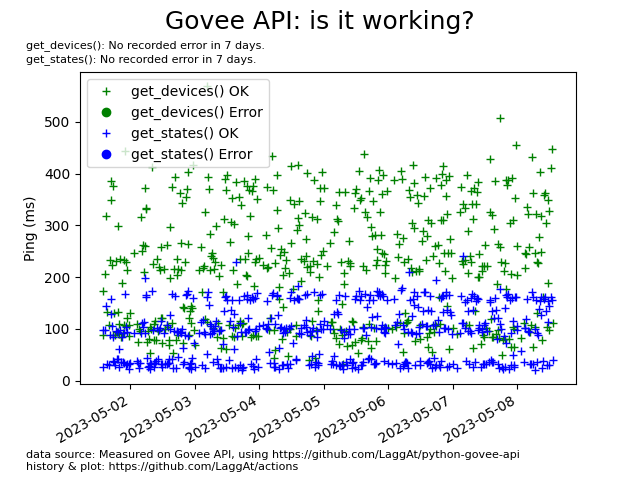 Govee API: is it working?
get_devices(): No recorded error in 7 days.
get_states(): No recorded error in 7 days.
get_devices() OK
get_devices() Error
get_states() OK
get_states() Error
Ping (ms)
500
400
300
200
100
0
2023-05-02
2023-05-03
2023-05-04
2023-05-05
2023-05-06
2023-05-07
2023-05-08
data source: Measured on Govee API, using https://github.com/LaggAt/python-govee-api
history & plot: https://github.com/LaggAt/actions